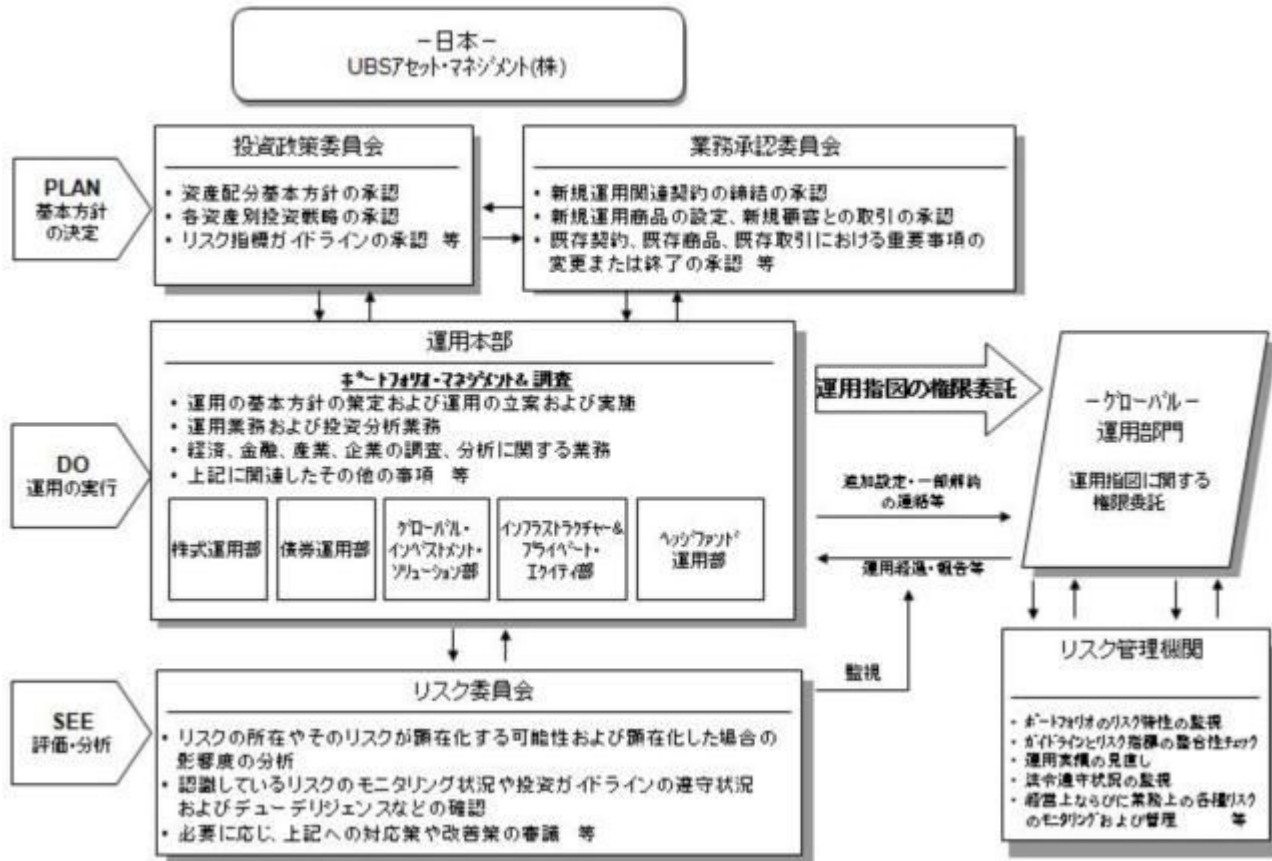 －日本－
UBSアセット・マネジメント(株)
PLAN
基本方針
の決定
投資政策委員会
・ 資産配分基本方針の承認
・ 各資産別投資戦略の承認
・ リスク指標ガイドラインの承認 等
業務承認委員会
・ 新規運用関連契約の締結の承認
・ 新規運用商品の設定、新規顧客との取引の承認
・ 既存契約、既存商品、既存取引における重要事項の
変更または終了の承認 等
DO
運用の実行
運用本部
ポートフォリオ・マネジメント& 調査
・ 運用の基本方針の策定および運用の立案および実施
・ 運用業務および投資分析業務
・ 経済、金融、産業、企業の調査、分析に関する業務
・ 上記に関連したその他の事項 等
株式運用部
債券運用部
グローバル・
インベストメント・
ソリューション部
インフラストラクチャー&
プライベート・
エクイティ部
ヘッジファンド
運用部
運用指図の権限委託
追加設定・一部解約
の連絡等
運用経過・報告等
監視
－グローバル－
運用部門
運用指図に関する
権限委託
SEE
評価・分析
リスク委員会
・ リスクの所在やそのリスクが顕在化する可能性および顕在化した場合の
影響度の分析
・ 認識しているリスクのモニタリング状況や投資ガイドラインの遵守状況
およびデューデリジェンスなどの確認
・ 必要に応じ、上記への対応策や改善策の審議 等
リスク管理機関
・ ポートフォリオのリスク特性の監視
・ ガイドラインとリスク指標の整合性チェック
・ 運用実績の見直し
・ 法令遵守状況の監視
・ 経営上ならびに業務上の各種リスク
のモニタリングおよび管理 等